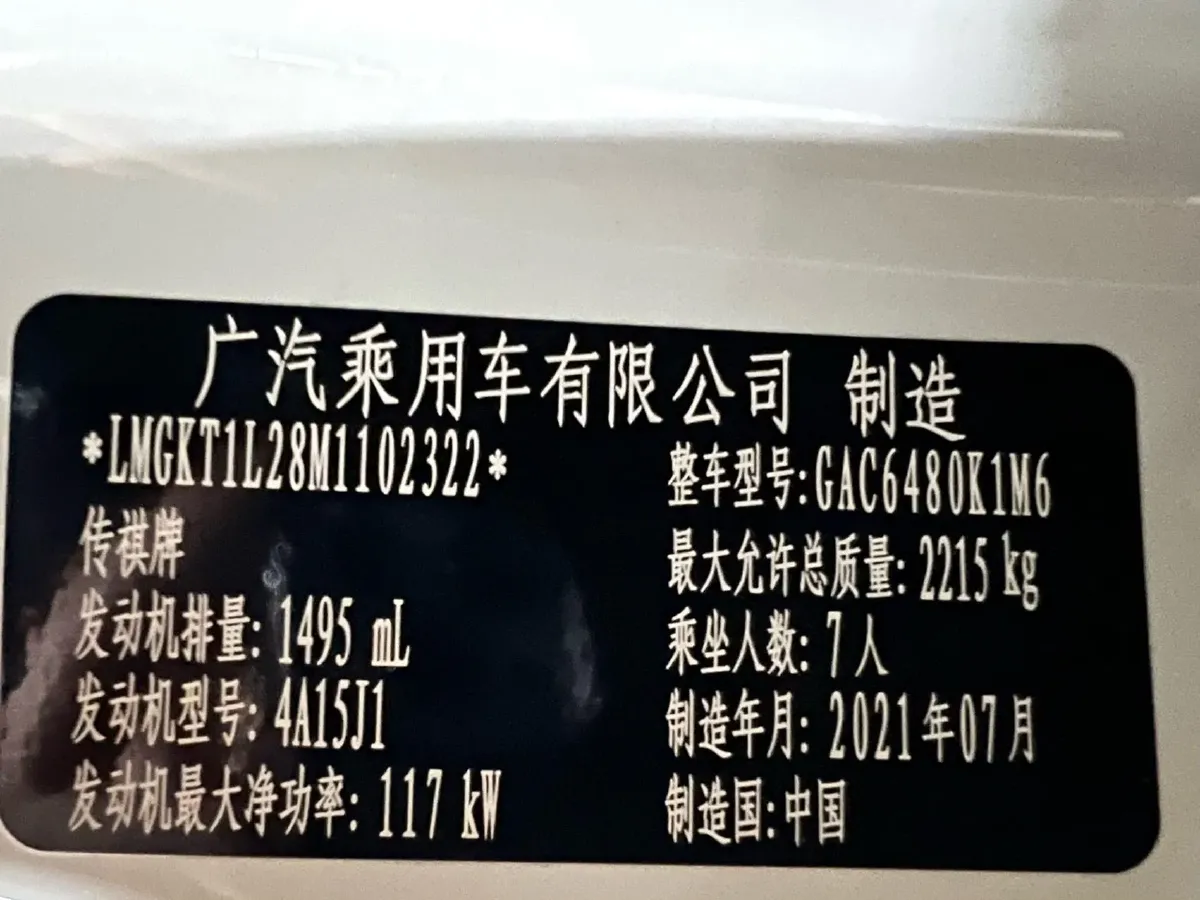 广汽乘用车有限公司 制造
*LMGKT1L28M1102322*
整车型号:GAC6480K1M6
传祺牌
最大允许总质量:2215 kg
发动机排量:1495 mL
乘坐人数:7人
发动机型号:4A15J1
制造年月:2021年07月
发动机最大净功率:117 kW
制造国:中国